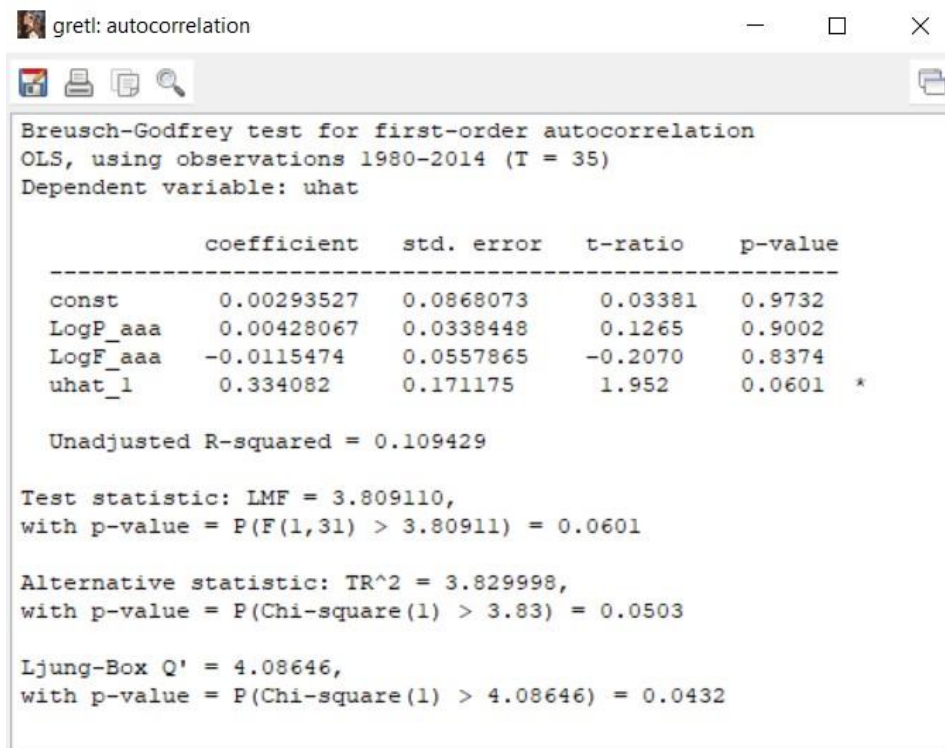 gretl: autocorrelation
Breusch-Godfrey test for first-order autocorrelation
OLS, using observations 1980-2014 (T = 35)
Dependent variable: uhat
coefficient std. error t-ratio p-value
---------------------------------------------------------
const 0.00293527 0.0868073 0.03381 0.9732
LogP_aaa 0.00428067 0.0338448 0.1265 0.9002
LogF_aaa -0.0115474 0.0557865 -0.2070 0.8374
uhat_1 0.334082 0.171175 1.952 0.0601 *
Unadjusted R-squared = 0.109429
Test statistic: LMF = 3.809110,
with p-value = P(F(1,31) > 3.80911) = 0.0601
Alternative statistic: TR^2 = 3.829998,
with p-value = P(Chi-square(1) > 3.83) = 0.0503
Ljung-Box Q' = 4.08646,
with p-value = P(Chi-square(1) > 4.08646) = 0.0432